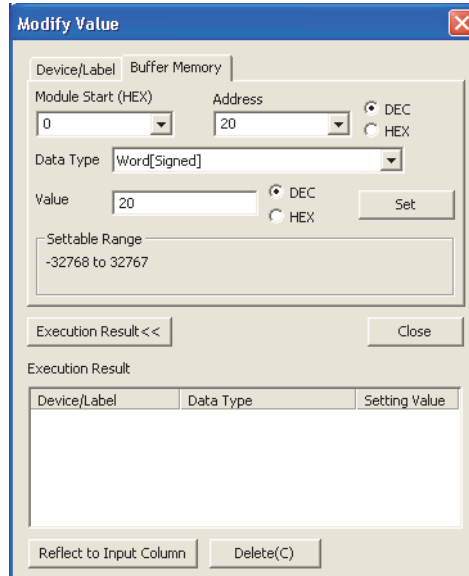 Modify Value
Device/Label Buffer Memory
Module Start (HEX) Address
0 20 DEC
HEX
Data Type Word[Signed]
Value 20 DEC
HEX Set
Settable Range
-32768 to 32767
Execution Result<< Close
Execution Result
Device/Label Data Type Setting Value
Reflect to Input Column Delete(C)